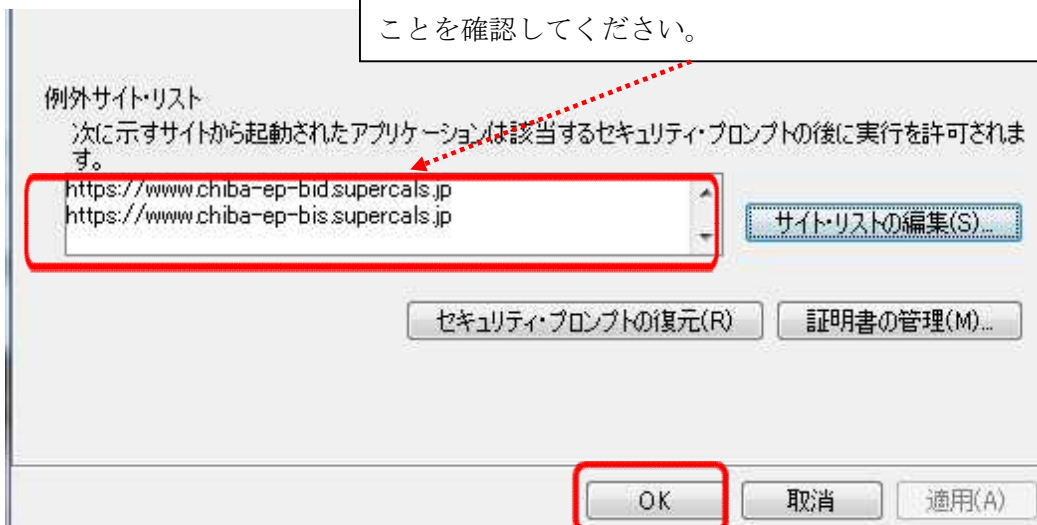 ことを確認してください。
例外サイト・リスト
次に示すサイトから起動されたアプリケーションは該当するセキュリティ・プロンプトの後に実行を許可されま
す。
https://www.chiba-ep-bid.supercals.jp
https://www.chiba-ep-bis.supercals.jp
サイト・リストの編集(S)...
セキュリティ・プロンプトの復元(R)
証明書の管理(M)...
OK
取消
適用(A)